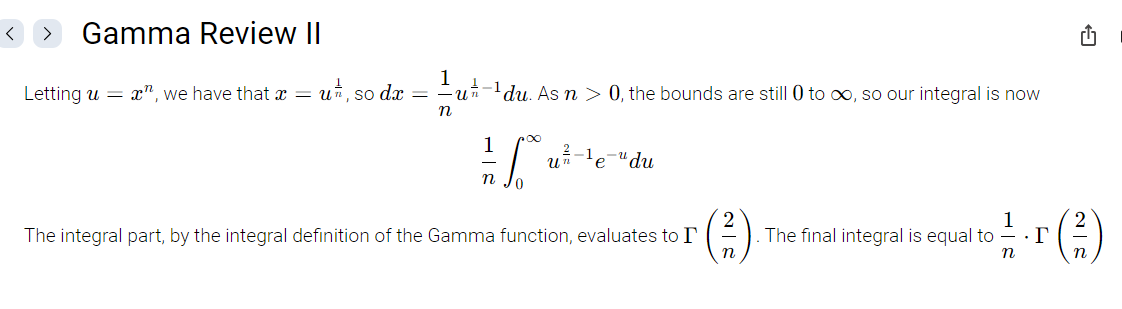 Gamma Review II
Letting $u = x^n$, we have that $x = u^{\frac{1}{n}}$, so $dx = \frac{1}{n}u^{\frac{1}{n}-1}du$. As $n > 0$, the bounds are still 0 to $\infty$, so our integral is now
$\frac{1}{n}\int_0^\infty u^{\frac{2}{n}-1}e^{-u}du$
The integral part, by the integral definition of the Gamma function, evaluates to $\Gamma\left(\frac{2}{n}\right)$. The final integral is equal to $\frac{1}{n} \cdot \Gamma\left(\frac{2}{n}\right)$